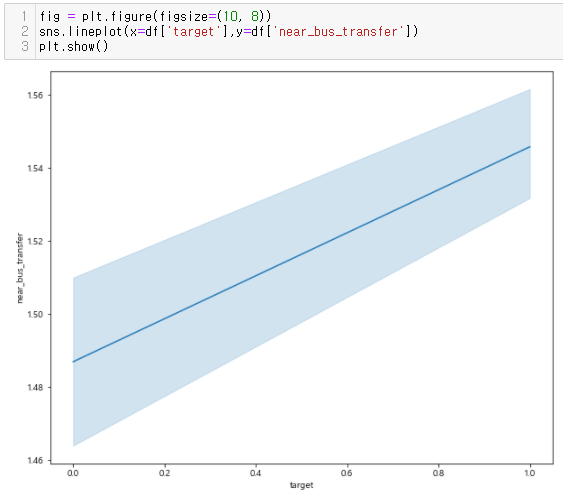 1 fig = plt.figure(figsize=(10, 8))
2 sns.lineplot(x=df['target'],y=df['near_bus_transfer'])
3 plt.show()
1.56
1.54
1.52
1.50
1.48
1.46
near_bus_transfer
0.0 0.2 0.4 0.6 0.8 1.0
target